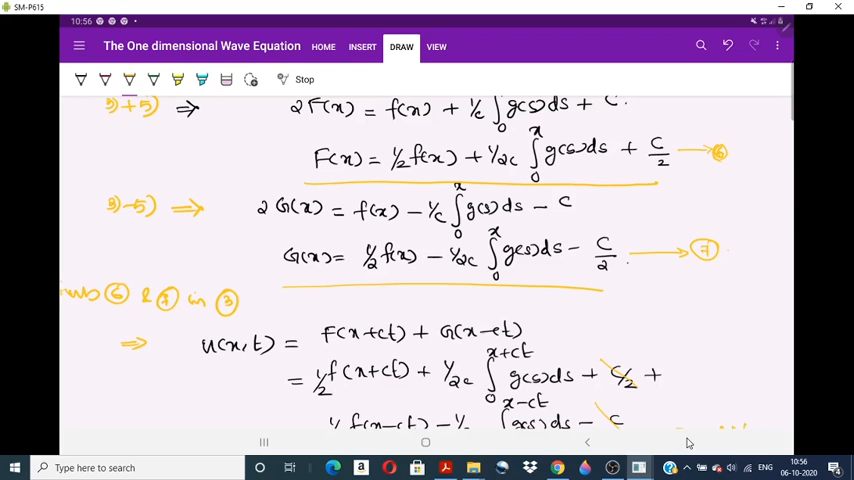 SM-P615
10:56
The One dimensional Wave Equation HOME INSERT DRAW VIEW
Stop
3)+5) ⇒ 2F(x) = f(x) + 1/c ∫₀ g(s)ds + C.
F(x) = 1/2 f(x) + 1/2c ∫₀ˣ g(s)ds + C/2 → 6
3)-5) ⇒ 2G(x) = f(x) - 1/c ∫₀ˣ g(s)ds - C
G(x) = 1/2 f(x) - 1/2c ∫₀ˣ g(s)ds - C/2. → 7
6 & 7 in 3
⇒ u(x,t) = F(x+ct) + G(x-ct)
= 1/2 f(x+ct) + 1/2c ∫₀^(x+ct) g(s)ds + C/2 +
x-ct
Type here to search
ENG
10:56
06-10-2020
4